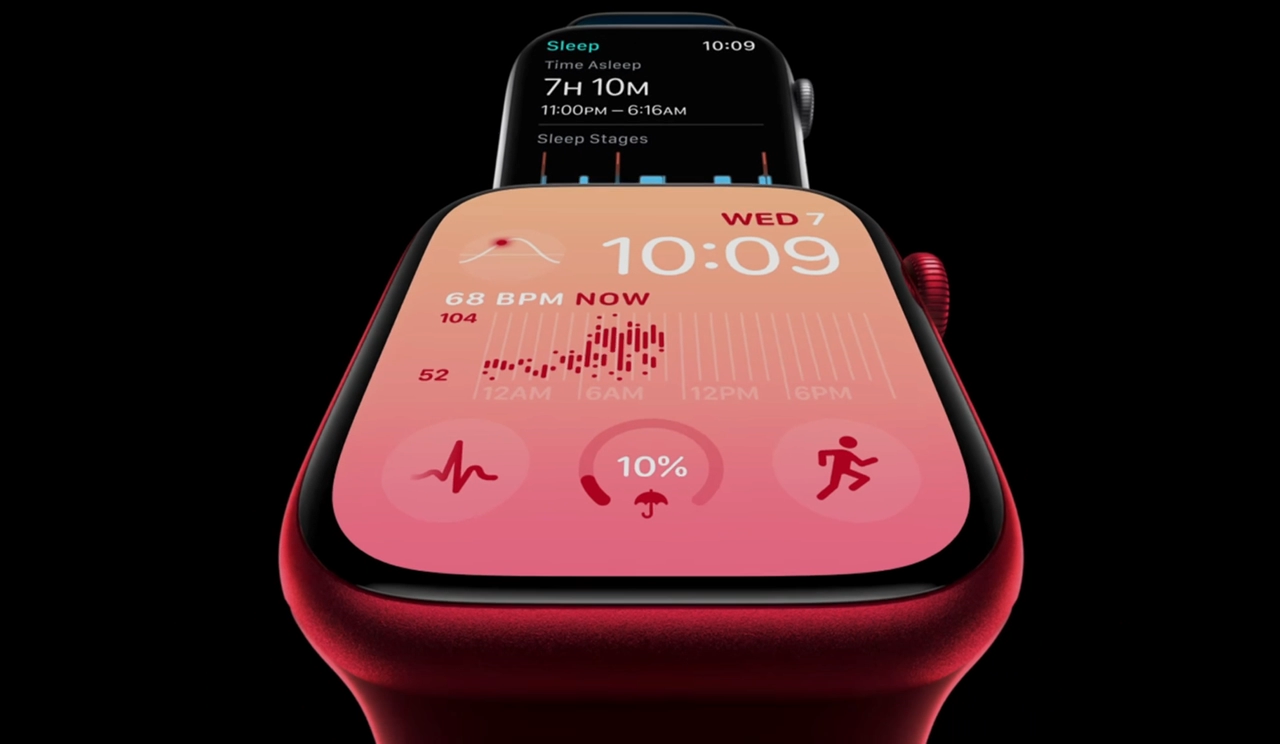 Sleep 10:09
Time Asleep
7H 10M
11:00PM – 6:16AM
Sleep Stages
WED 7
10:09
68 BPM NOW
104
52
12AM 6AM 12PM 6PM
10%